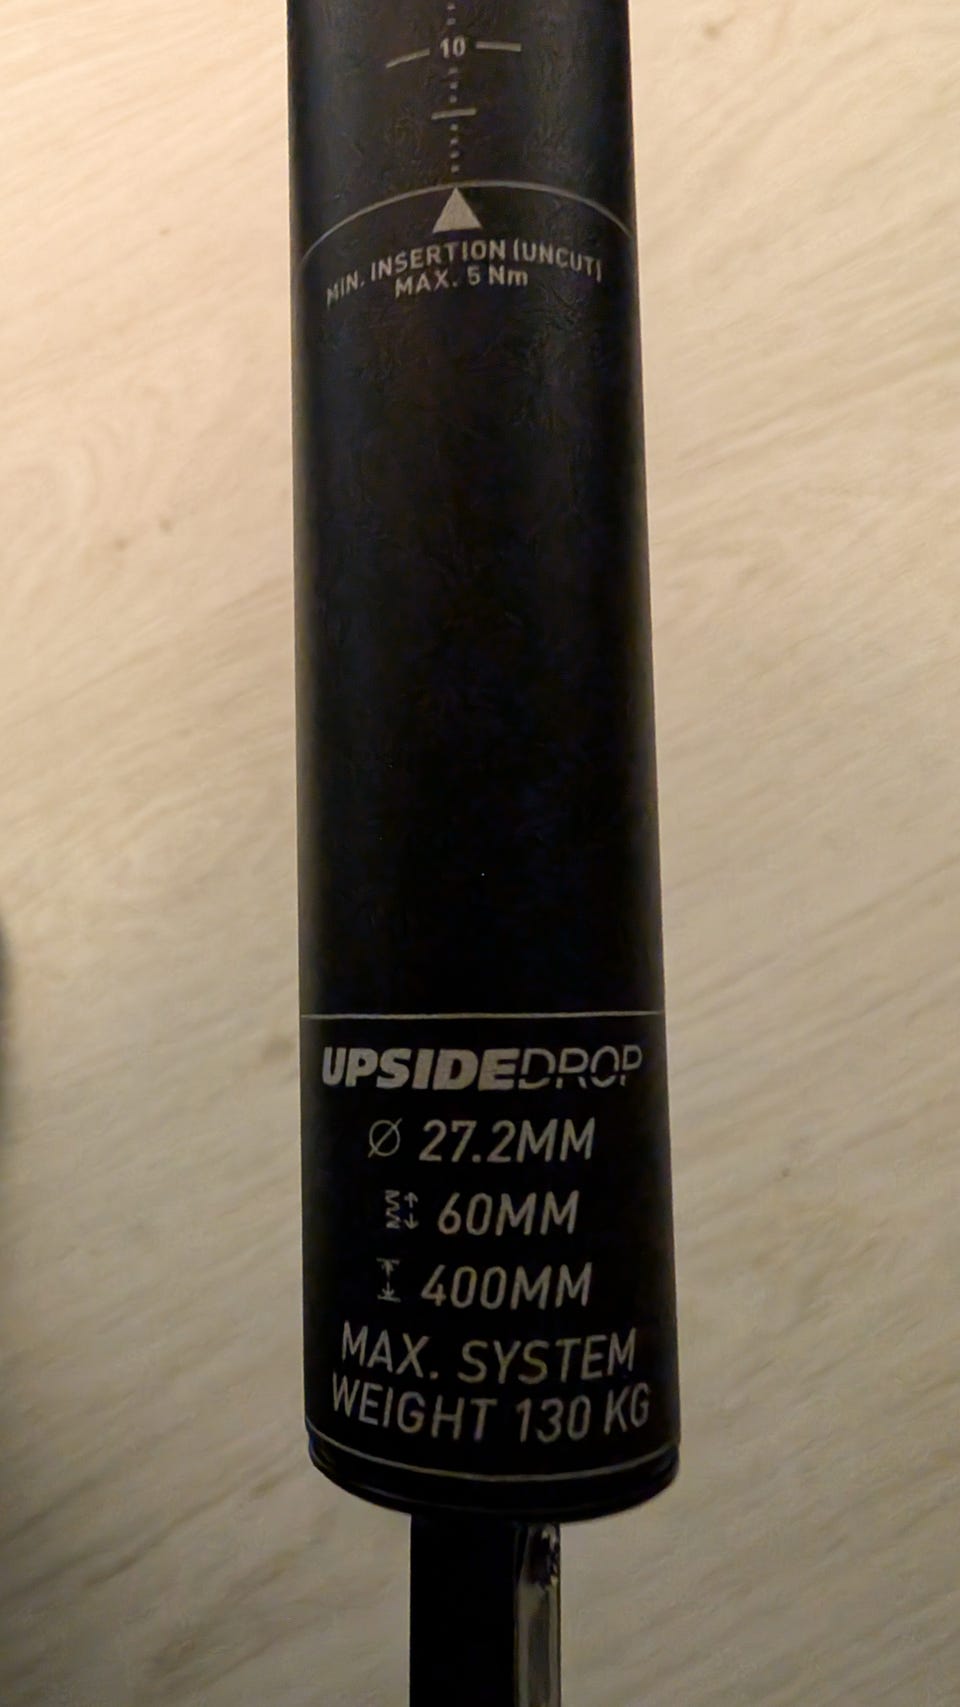 10
MIN. INSERTION (UNCUT)
MAX. 5 Nm
UPSIDEDROP
Ø 27.2MM
60MM
400MM
MAX. SYSTEM
WEIGHT 130 KG